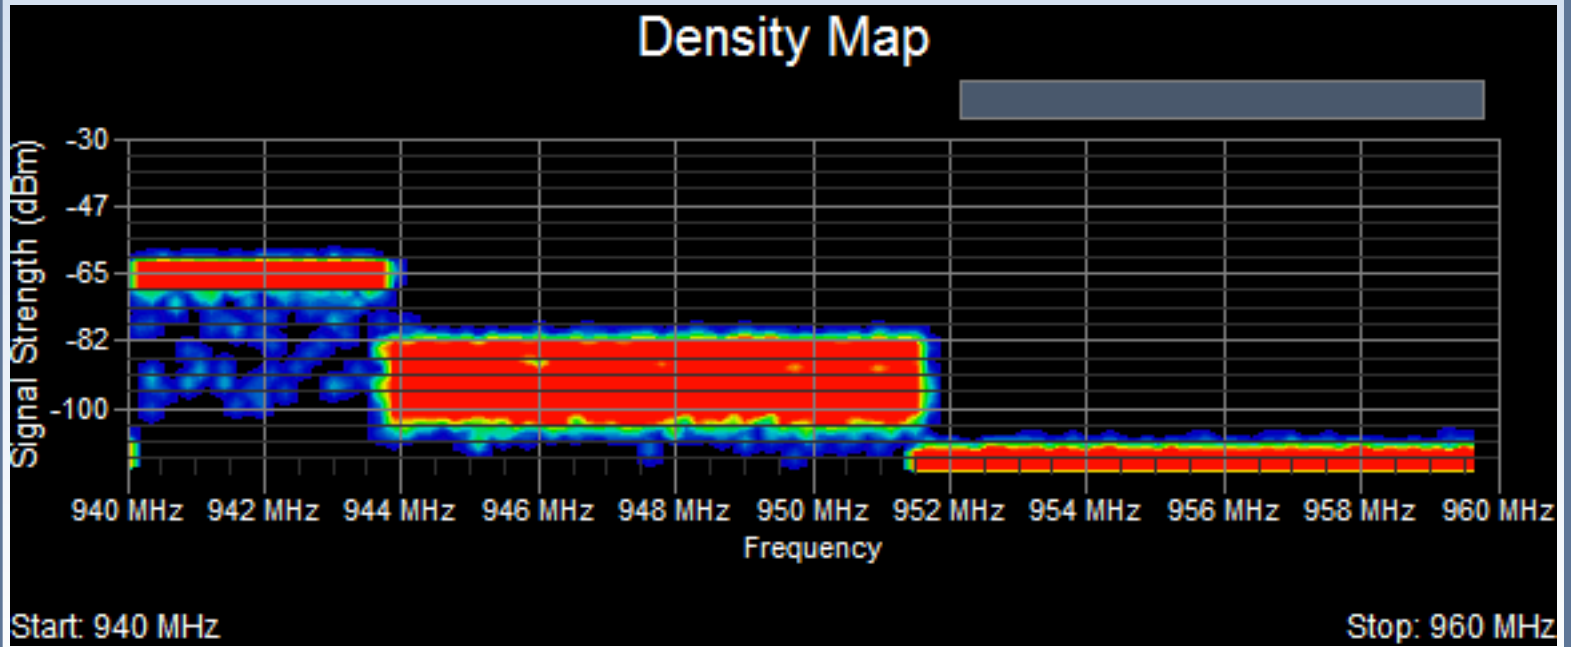 Density Map
Signal Strength (dBm)
-30
-47
-65
-82
-100
940 MHz 942 MHz 944 MHz 946 MHz 948 MHz 950 MHz 952 MHz 954 MHz 956 MHz 958 MHz 960 MHz
Frequency
Start: 940 MHz Stop: 960 MHz